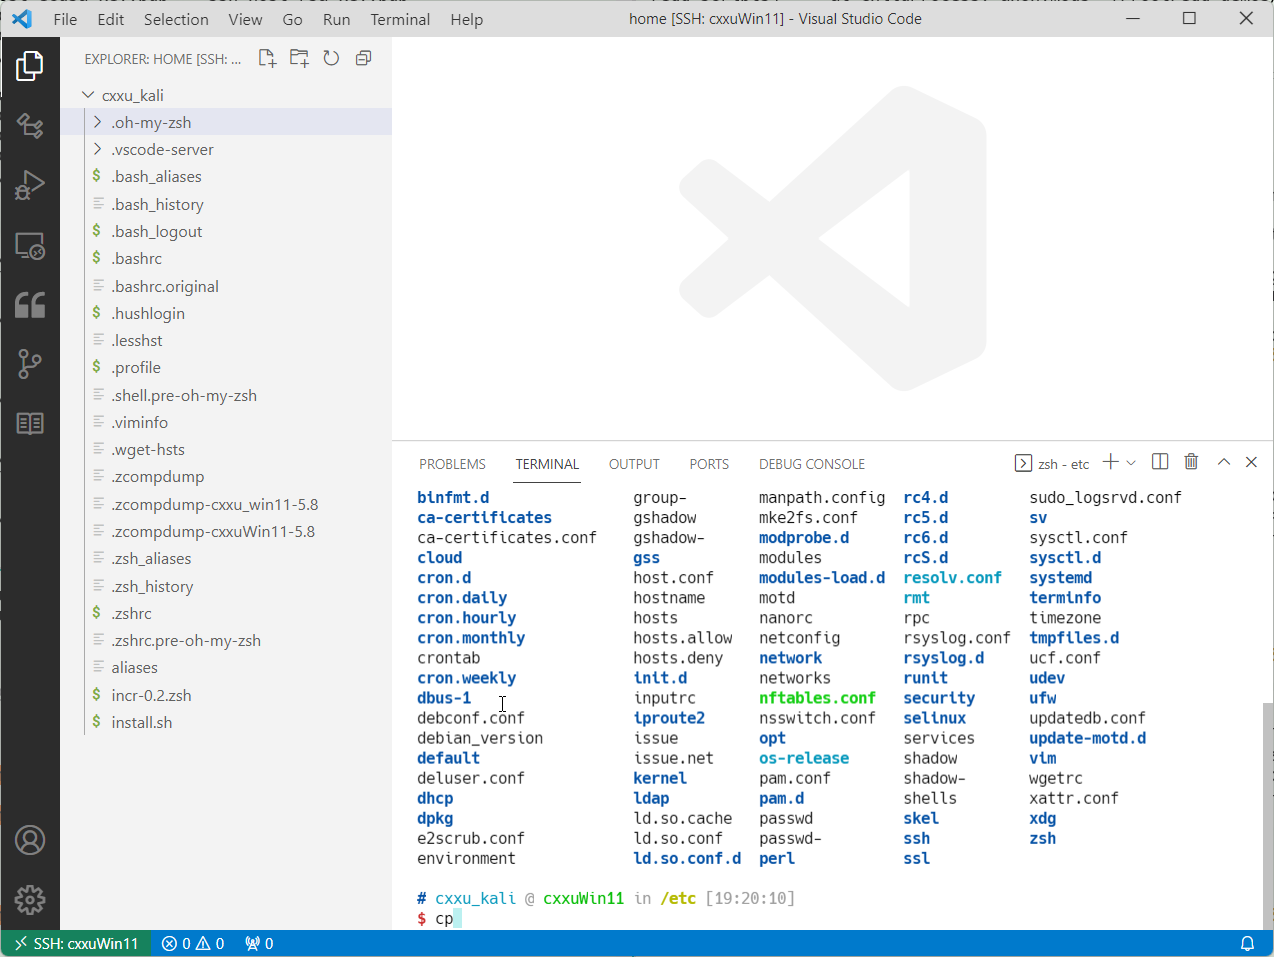 File Edit Selection View Go Run Terminal Help home [SSH: cxxuWin11] - Visual Studio Code
EXPLORER: HOME [SSH: ...
cxxu_kali
.oh-my-zsh
.vscode-server
$ .bash_aliases
.bash_history
$ .bash_logout
$ .bashrc
.bashrc.original
$ .hushlogin
.lesshst
$ .profile
.shell.pre-oh-my-zsh
.viminfo
.wget-hsts
.zcompdump
.zcompdump-cxxu_win11-5.8
.zcompdump-cxxuWin11-5.8
.zsh_aliases
.zsh_history
$ .zshrc
.zshrc.pre-oh-my-zsh
aliases
$ incr-0.2.zsh
$ install.sh
PROBLEMS TERMINAL OUTPUT PORTS DEBUG CONSOLE zsh - etc
binfmt.d group- manpath.config rc4.d sudo_logsrvd.conf
ca-certificates gshadow mke2fs.conf rc5.d sv
ca-certificates.conf gshadow- modprobe.d rc6.d sysctl.conf
cloud gss modules rcS.d sysctl.d
cron.d host.conf modules-load.d resolv.conf systemd
cron.daily hostname motd rmt terminfo
cron.hourly hosts nanorc rpc timezone
cron.monthly hosts.allow netconfig rsyslog.conf tmpfiles.d
crontab hosts.deny network rsyslog.d ucf.conf
cron.weekly init.d networks runit udev
dbus-1 inputrc nftables.conf security ufw
debconf.conf iproute2 nsswitch.conf selinux updatedb.conf
debian_version issue opt services update-motd.d
default issue.net os-release shadow vim
deluser.conf kernel pam.conf shadow- wgetrc
dhcp ldap pam.d shells xattr.conf
dpkg ld.so.cache passwd skel xdg
e2scrub.conf ld.so.conf passwd- ssh zsh
environment ld.so.conf.d perl ssl
# cxxu_kali @ cxxuWin11 in /etc [19:20:10]
$ cp
SSH: cxxuWin11 0 0 0